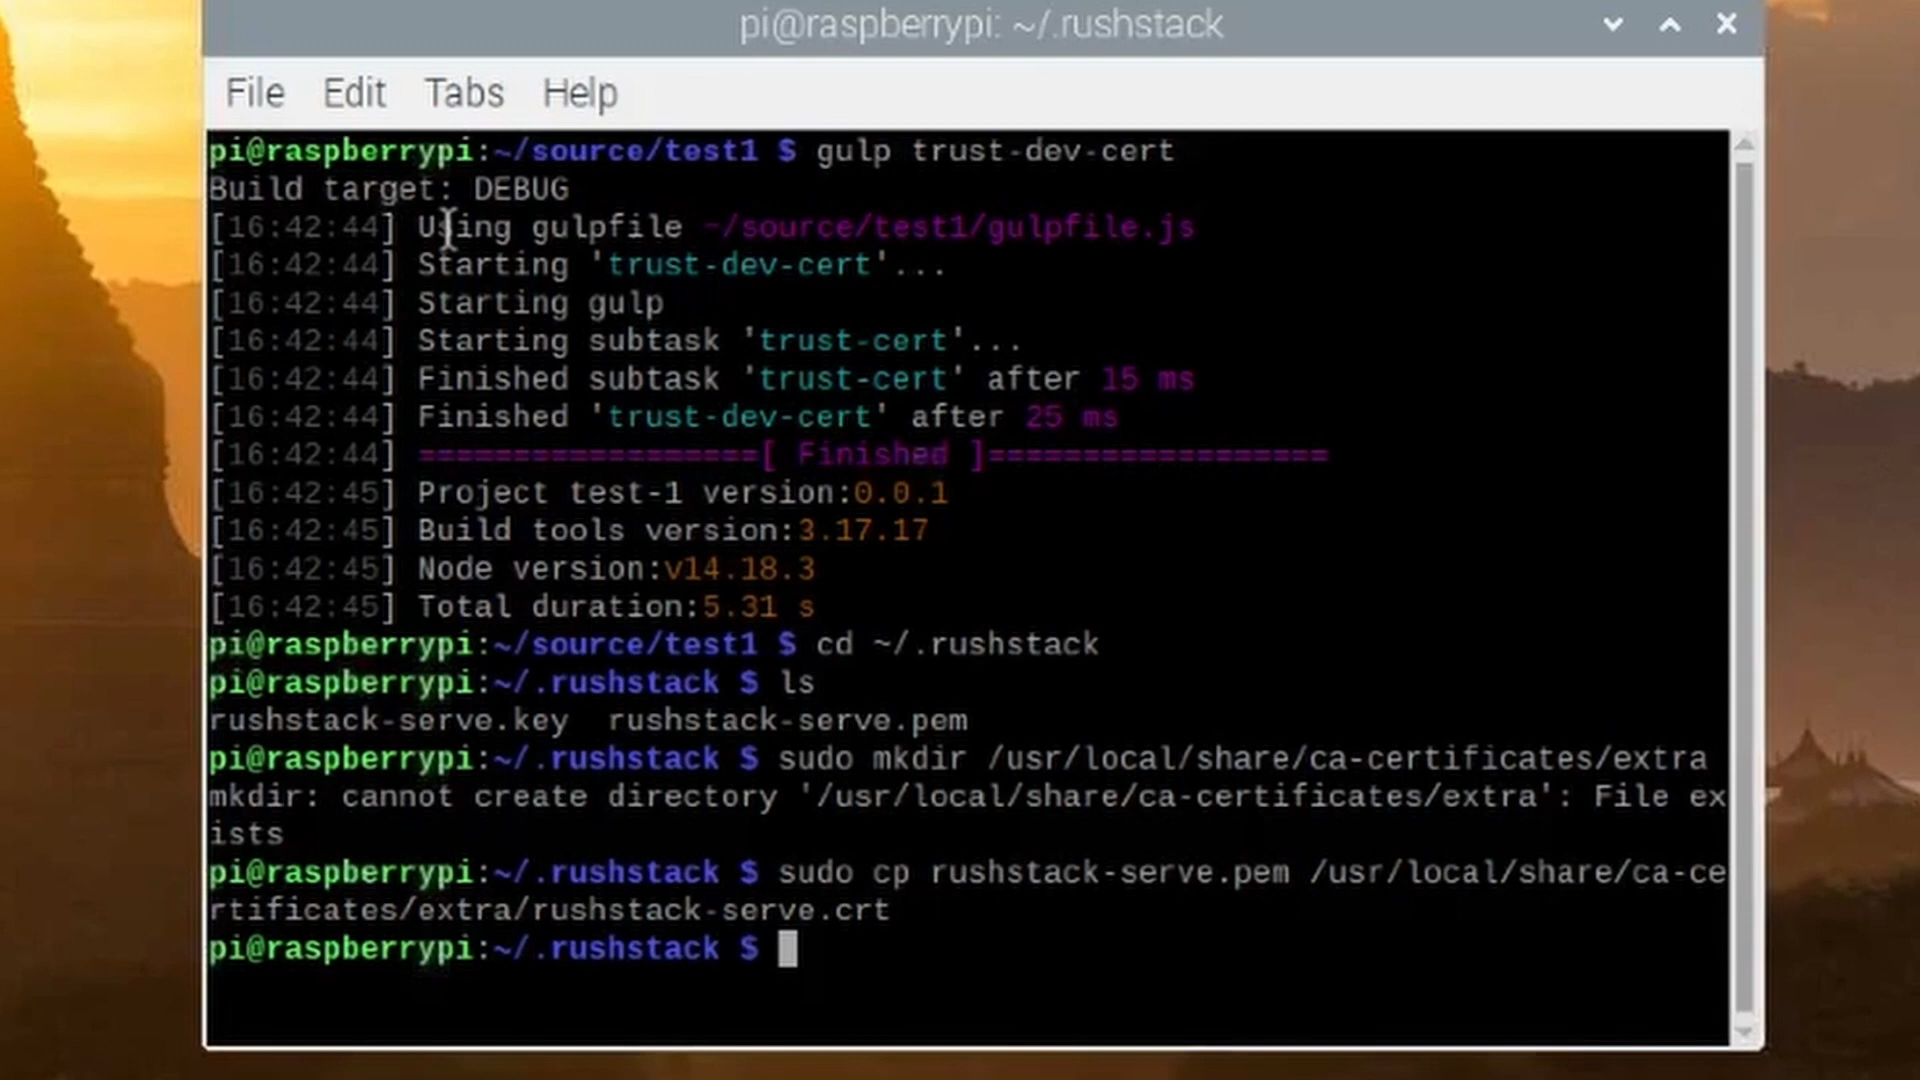 pi@raspberrypi: ~/.rushstack
File Edit Tabs Help
pi@raspberrypi:~/source/test1 $ gulp trust-dev-cert
Build target: DEBUG
[16:42:44] Using gulpfile ~/source/test1/gulpfile.js
[16:42:44] Starting 'trust-dev-cert'...
[16:42:44] Starting gulp
[16:42:44] Starting subtask 'trust-cert'...
[16:42:44] Finished subtask 'trust-cert' after 15 ms
[16:42:44] Finished 'trust-dev-cert' after 25 ms
[16:42:44] ==================[ Finished ]==================
[16:42:45] Project test-1 version:0.0.1
[16:42:45] Build tools version:3.17.17
[16:42:45] Node version:v14.18.3
[16:42:45] Total duration:5.31 s
pi@raspberrypi:~/source/test1 $ cd ~/.rushstack
pi@raspberrypi:~/.rushstack $ ls
rushstack-serve.key  rushstack-serve.pem
pi@raspberrypi:~/.rushstack $ sudo mkdir /usr/local/share/ca-certificates/extra
mkdir: cannot create directory '/usr/local/share/ca-certificates/extra': File ex
ists
pi@raspberrypi:~/.rushstack $ sudo cp rushstack-serve.pem /usr/local/share/ca-ce
rtificates/extra/rushstack-serve.crt
pi@raspberrypi:~/.rushstack $